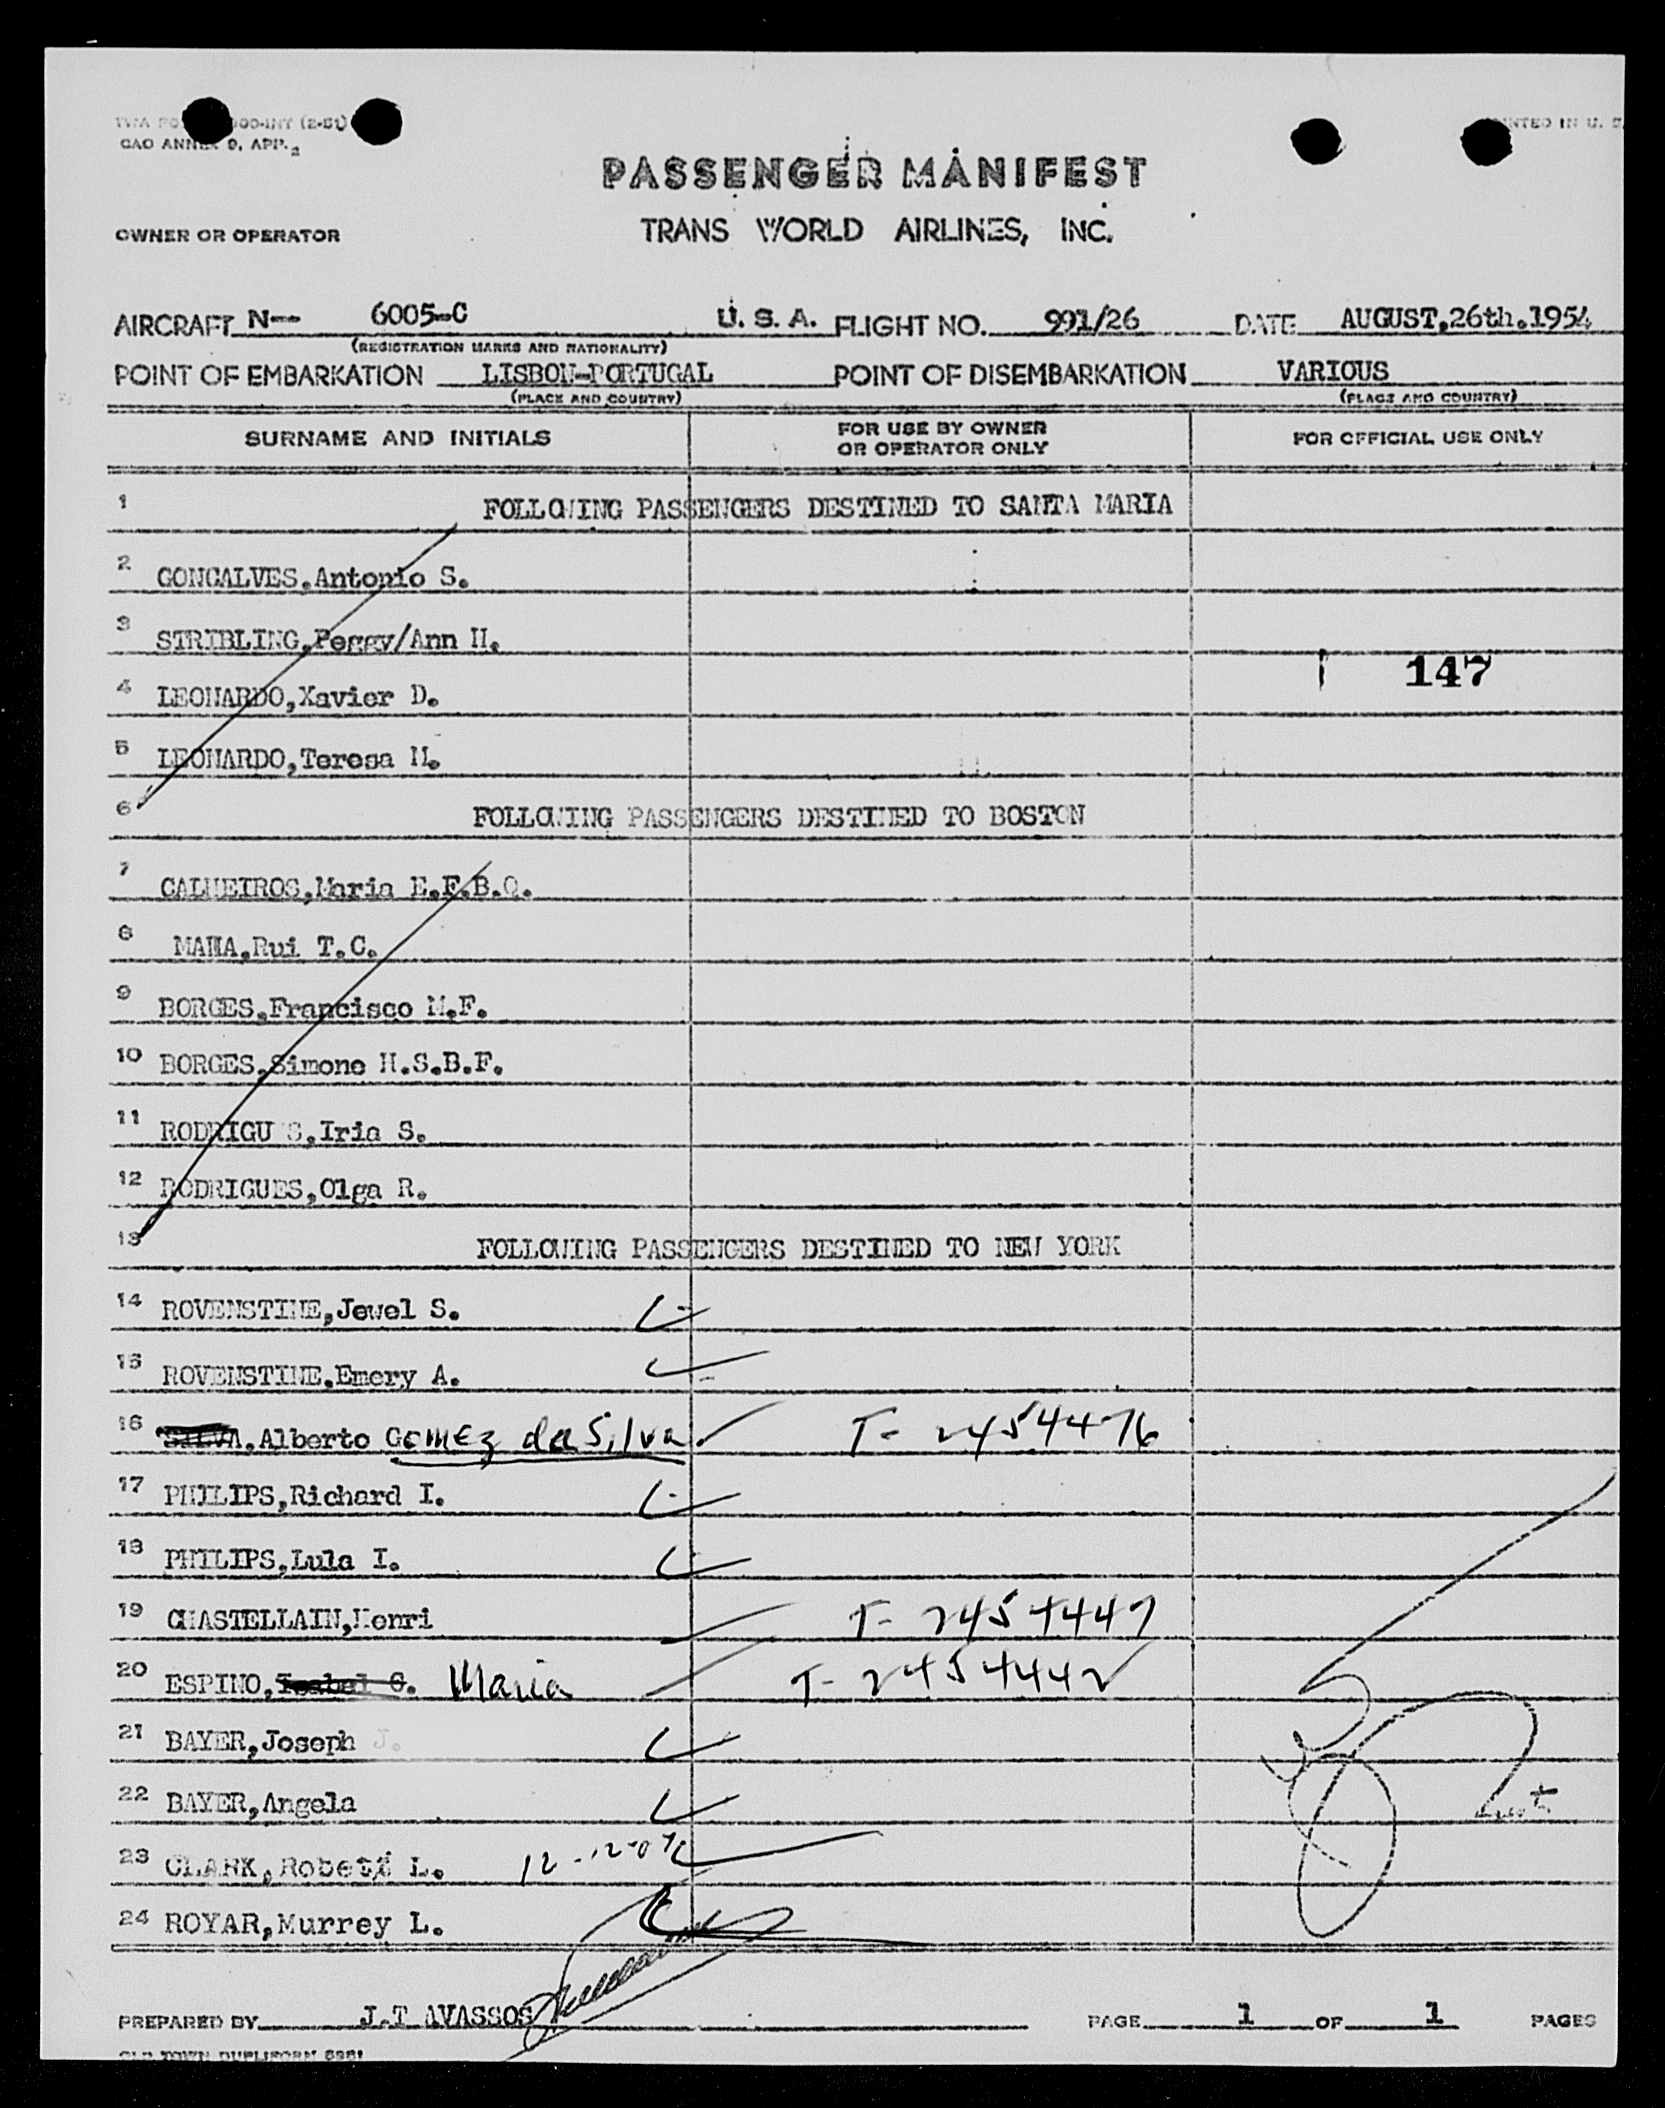 CAO ANNEX 9, APP. 2
PASSENGER MANIFEST
OWNER OR OPERATOR
TRANS WORLD AIRLINES, INC.
AIRCRAFT N-- 6005-C U. S. A. FLIGHT NO. 991/26 DATE AUGUST,26th.1954
(REGISTRATION MARKS AND NATIONALITY)
POINT OF EMBARKATION LISBON-PORTUGAL POINT OF DISEMBARKATION VARIOUS
(PLACE AND COUNTRY) (PLACE AND COUNTRY)
SURNAME AND INITIALS FOR USE BY OWNER OR OPERATOR ONLY FOR OFFICIAL USE ONLY
1 FOLLOWING PASSENGERS DESTINED TO SANTA MARIA
2 GONCALVES,Antonio S.
3 STRIBLING,Peggy/Ann H.
147
4 LEONARDO,Xavier D.
5 LEONARDO,Teresa M.
6 FOLLOWING PASSENGERS DESTINED TO BOSTON
7 CALHEIROS,Maria E.F.B.Q.
8 MAHA,Rui T.C.
9 BORGES,Francisco M.F.
10 BORGES,Simone H.S.B.F.
11 RODRIGU S,Iria S.
12 RODRIGUES,Olga R.
13 FOLLOWING PASSENGERS DESTINED TO NEW YORK
14 ROVENSTINE,Jewel S.
15 ROVENSTINE,Emery A.
16 SILVA,Alberto Gomez da Silva T- 2454476
17 PHILIPS,Richard I.
18 PHILIPS,Lula I.
19 CHASTELLAIN,Henri T- 2454447
20 ESPINO,Isabel G. Maria T- 2454442
21 BAYER,Joseph J.
22 BAYER,Angela
23 CLARK,Robert L.
24 ROYAR,Murrey L.
PREPARED BY J.T AVASSOS PAGE 1 OF 1 PAGES